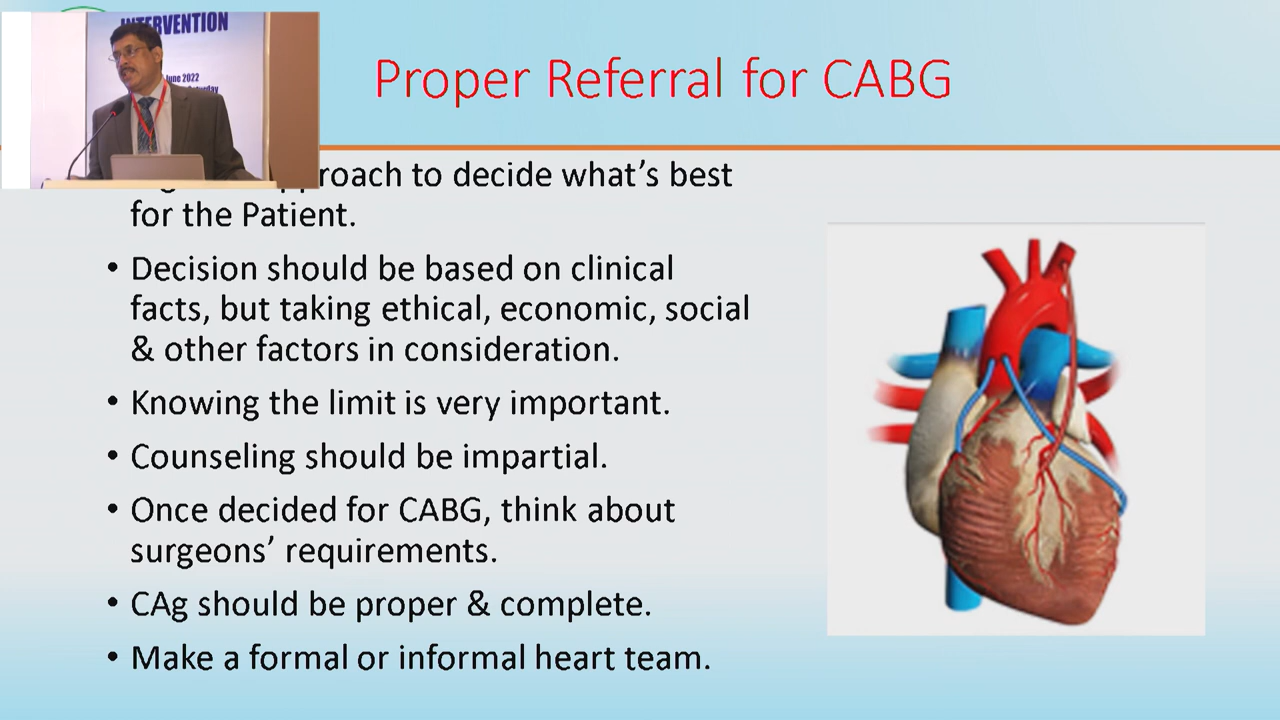 INTERVENTION
June 2022
Saturday
Proper Referral for CABG
approach to decide what’s best
for the Patient.
• Decision should be based on clinical
facts, but taking ethical, economic, social
& other factors in consideration.
• Knowing the limit is very important.
• Counseling should be impartial.
• Once decided for CABG, think about
surgeons’ requirements.
• CAg should be proper & complete.
• Make a formal or informal heart team.